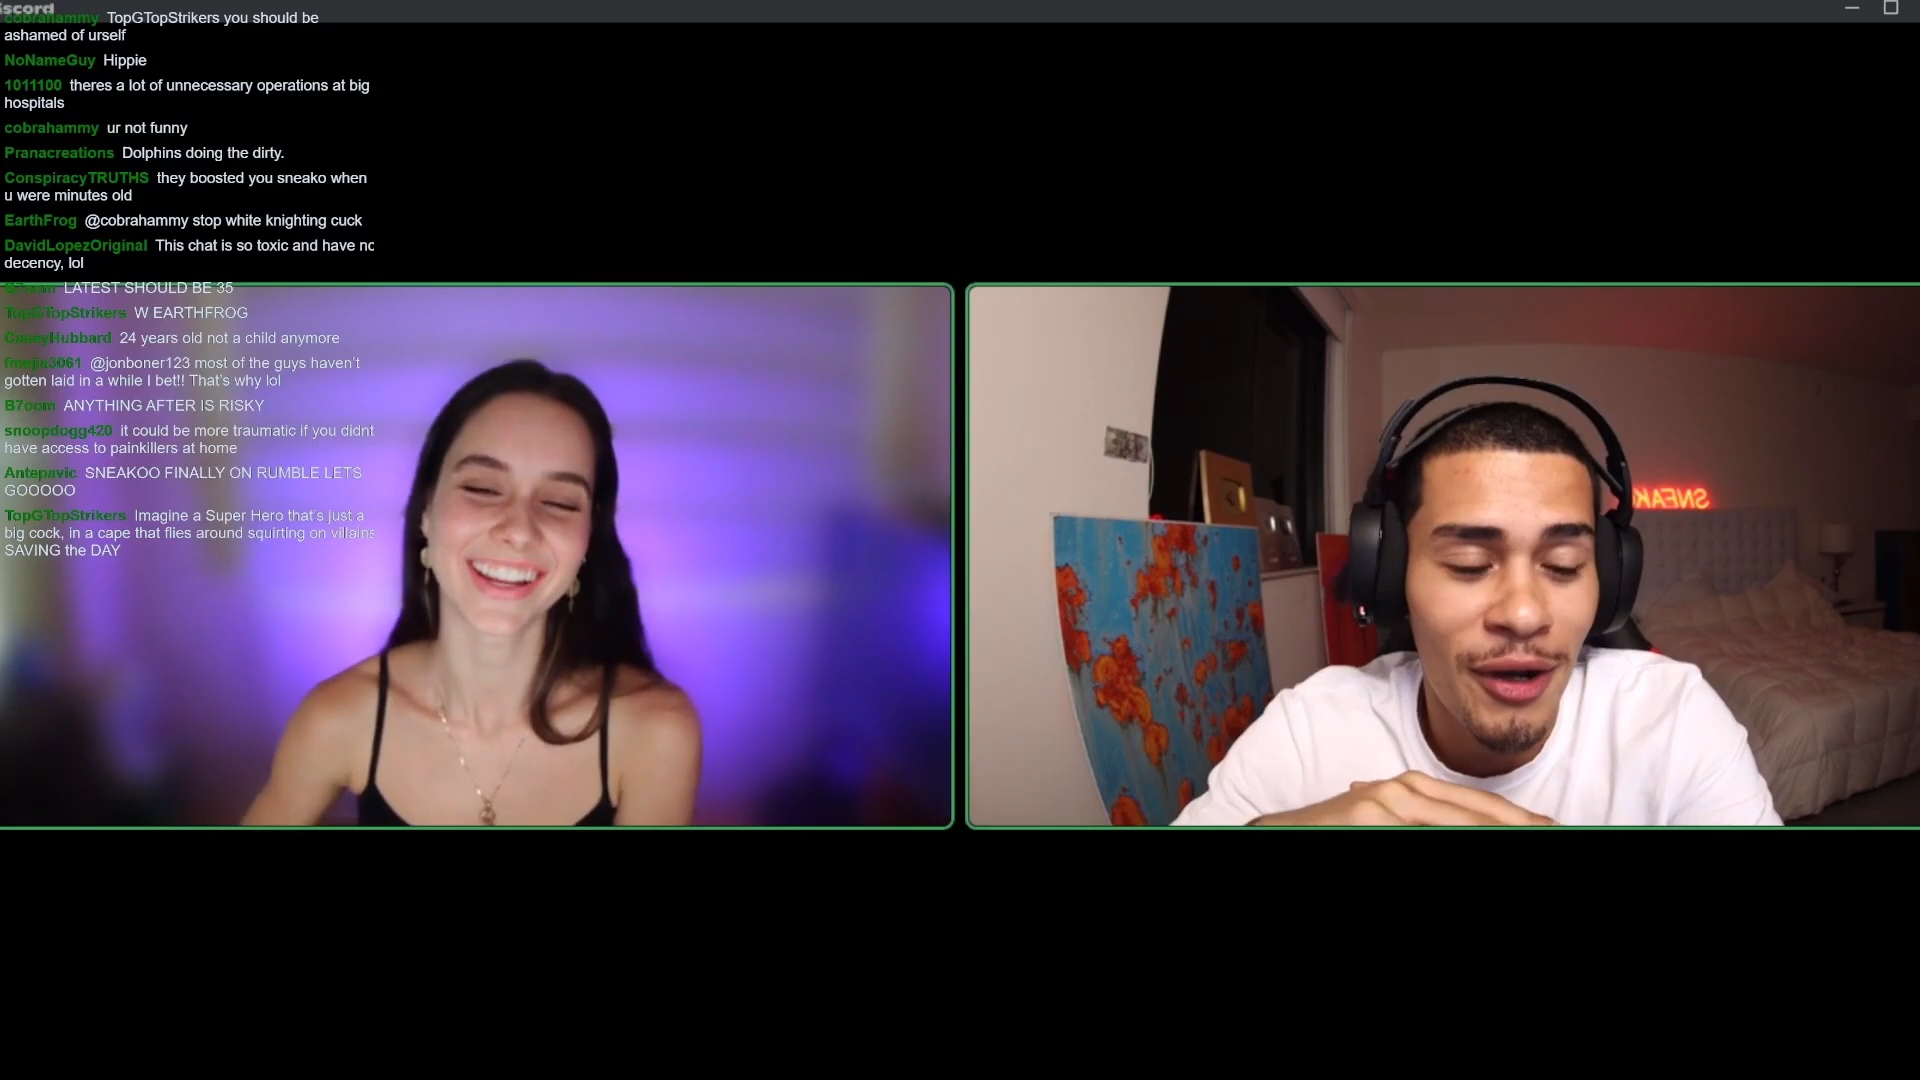 iscord
cobrahammy TopGTopStrikers you should be
ashamed of urself
NoNameGuy Hippie
1011100 theres a lot of unnecessary operations at big
hospitals
cobrahammy ur not funny
Pranacreations Dolphins doing the dirty.
ConspiracyTRUTHS they boosted you sneako when
u were minutes old
EarthFrog @cobrahammy stop white knighting cuck
DavidLopezOriginal This chat is so toxic and have no
decency, lol
B7oom LATEST SHOULD BE 35
TopGTopStrikers W EARTHFROG
CaseyHubbard 24 years old not a child anymore
fmejia3061 @jonboner123 most of the guys haven't
gotten laid in a while I bet!! That's why lol
B7oom ANYTHING AFTER IS RISKY
snoopdogg420 it could be more traumatic if you didnt
have access to painkillers at home
Antepavic SNEAKOO FINALLY ON RUMBLE LETS
GOOOOO
TopGTopStrikers Imagine a Super Hero that's just a
big cock, in a cape that flies around squirting on villains
SAVING the DAY
SNEAK